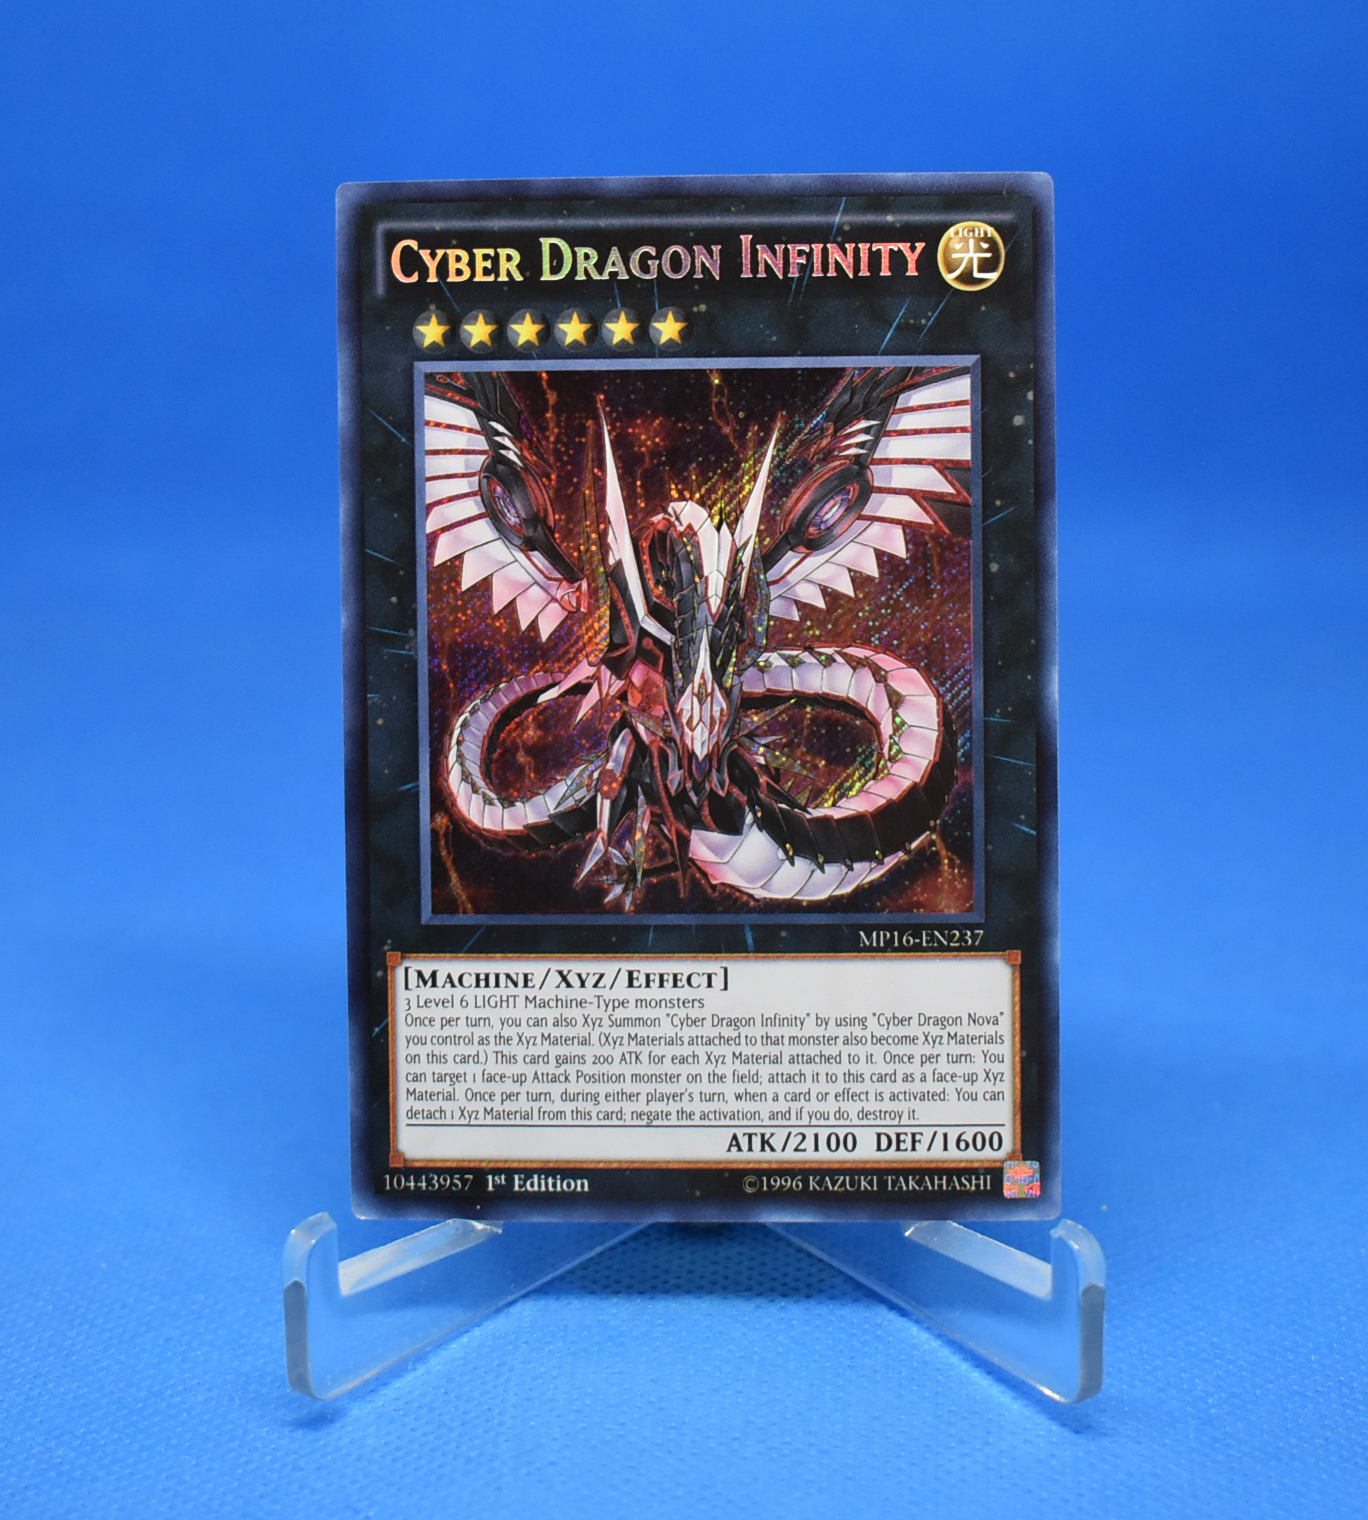 CYBER DRAGON INFINITY
LIGHT
光
MP16-EN237
[MACHINE/XYZ/EFFECT]
3 Level 6 LIGHT Machine-Type monsters
Once per turn, you can also Xyz Summon "Cyber Dragon Infinity" by using "Cyber Dragon Nova"
you control as the Xyz Material. (Xyz Materials attached to that monster also become Xyz Materials
on this card.) This card gains 200 ATK for each Xyz Material attached to it. Once per turn: You
can target 1 face-up Attack Position monster on the field; attach it to this card as a face-up Xyz
Material. Once per turn, during either player's turn, when a card or effect is activated: You can
detach 1 Xyz Material from this card; negate the activation, and if you do, destroy it.
ATK/2100 DEF/1600
10443957 1st Edition
©1996 KAZUKI TAKAHASHI